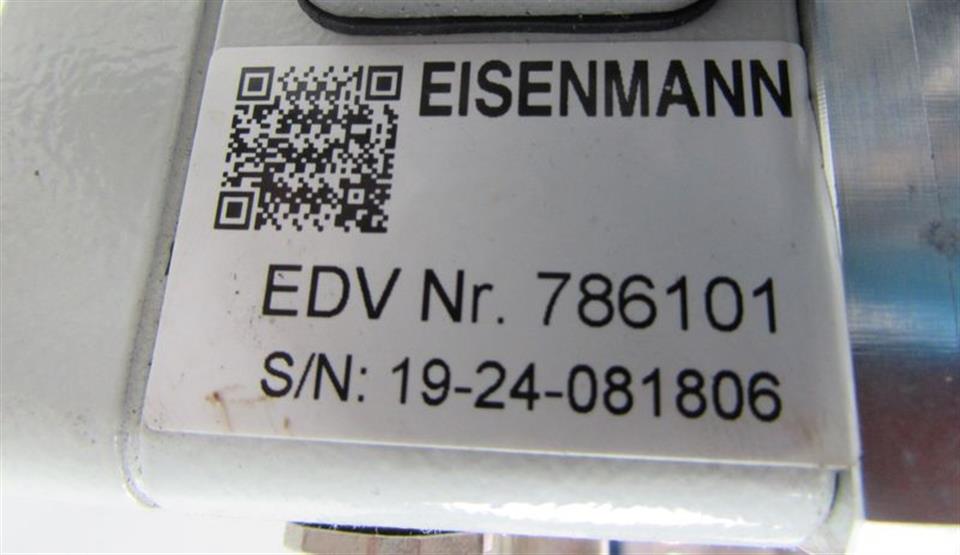 EISENMANN
EDV Nr. 786101
S/N: 19-24-081806